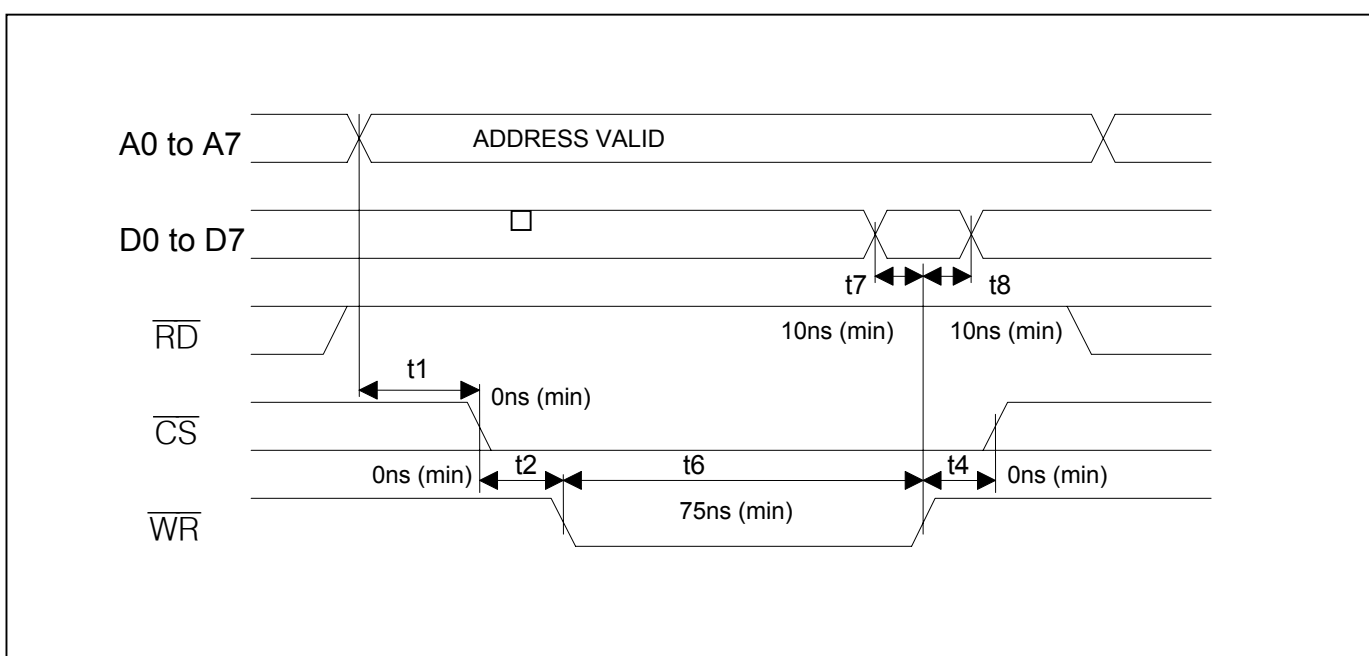 A0 to A7
ADDRESS VALID
D0 to D7
t7
t8
RD
10ns (min)
10ns (min)
t1
0ns (min)
CS
0ns (min)
t2
t6
t4
0ns (min)
WR
75ns (min)